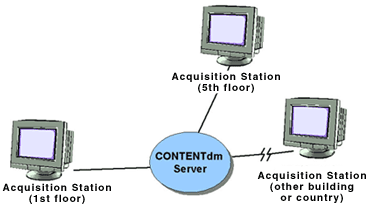 Acquisition Station
(5th floor)
CONTENTdm
Server
Acquisition Station
(1st floor)
Acquisition Station
(other building
or country)